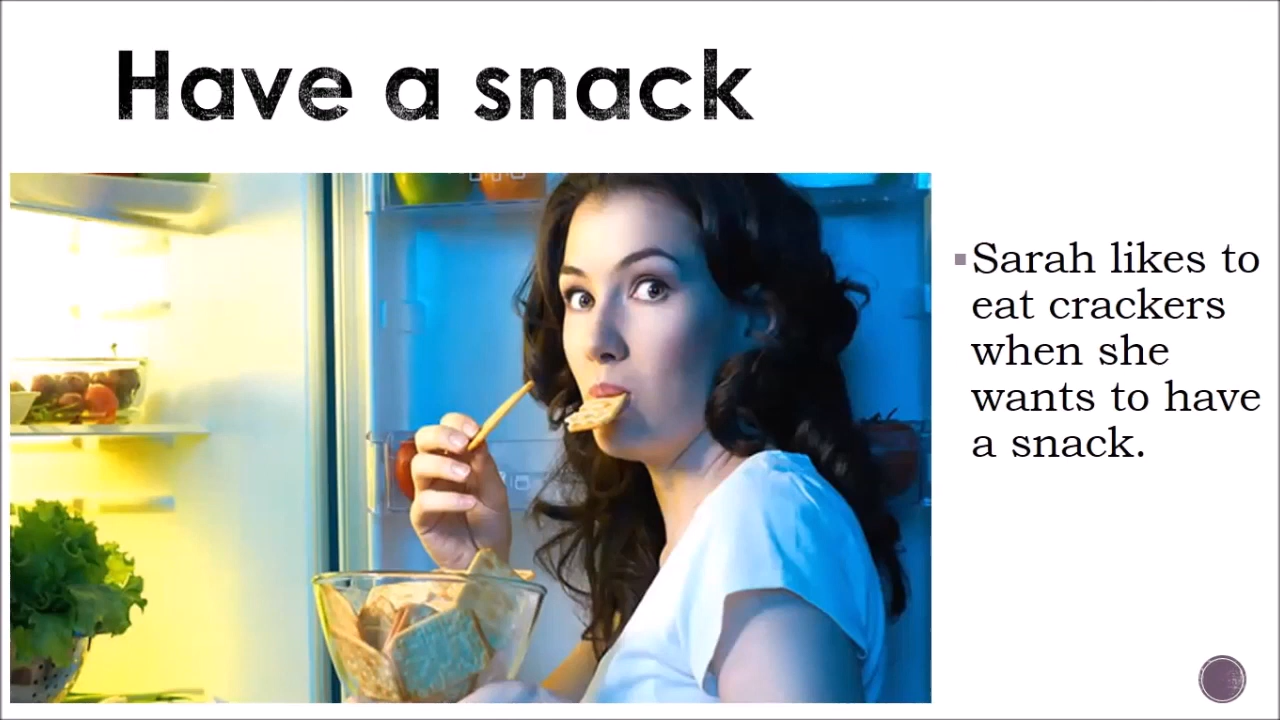 Have a snack
Sarah likes to
eat crackers
when she
wants to have
a snack.